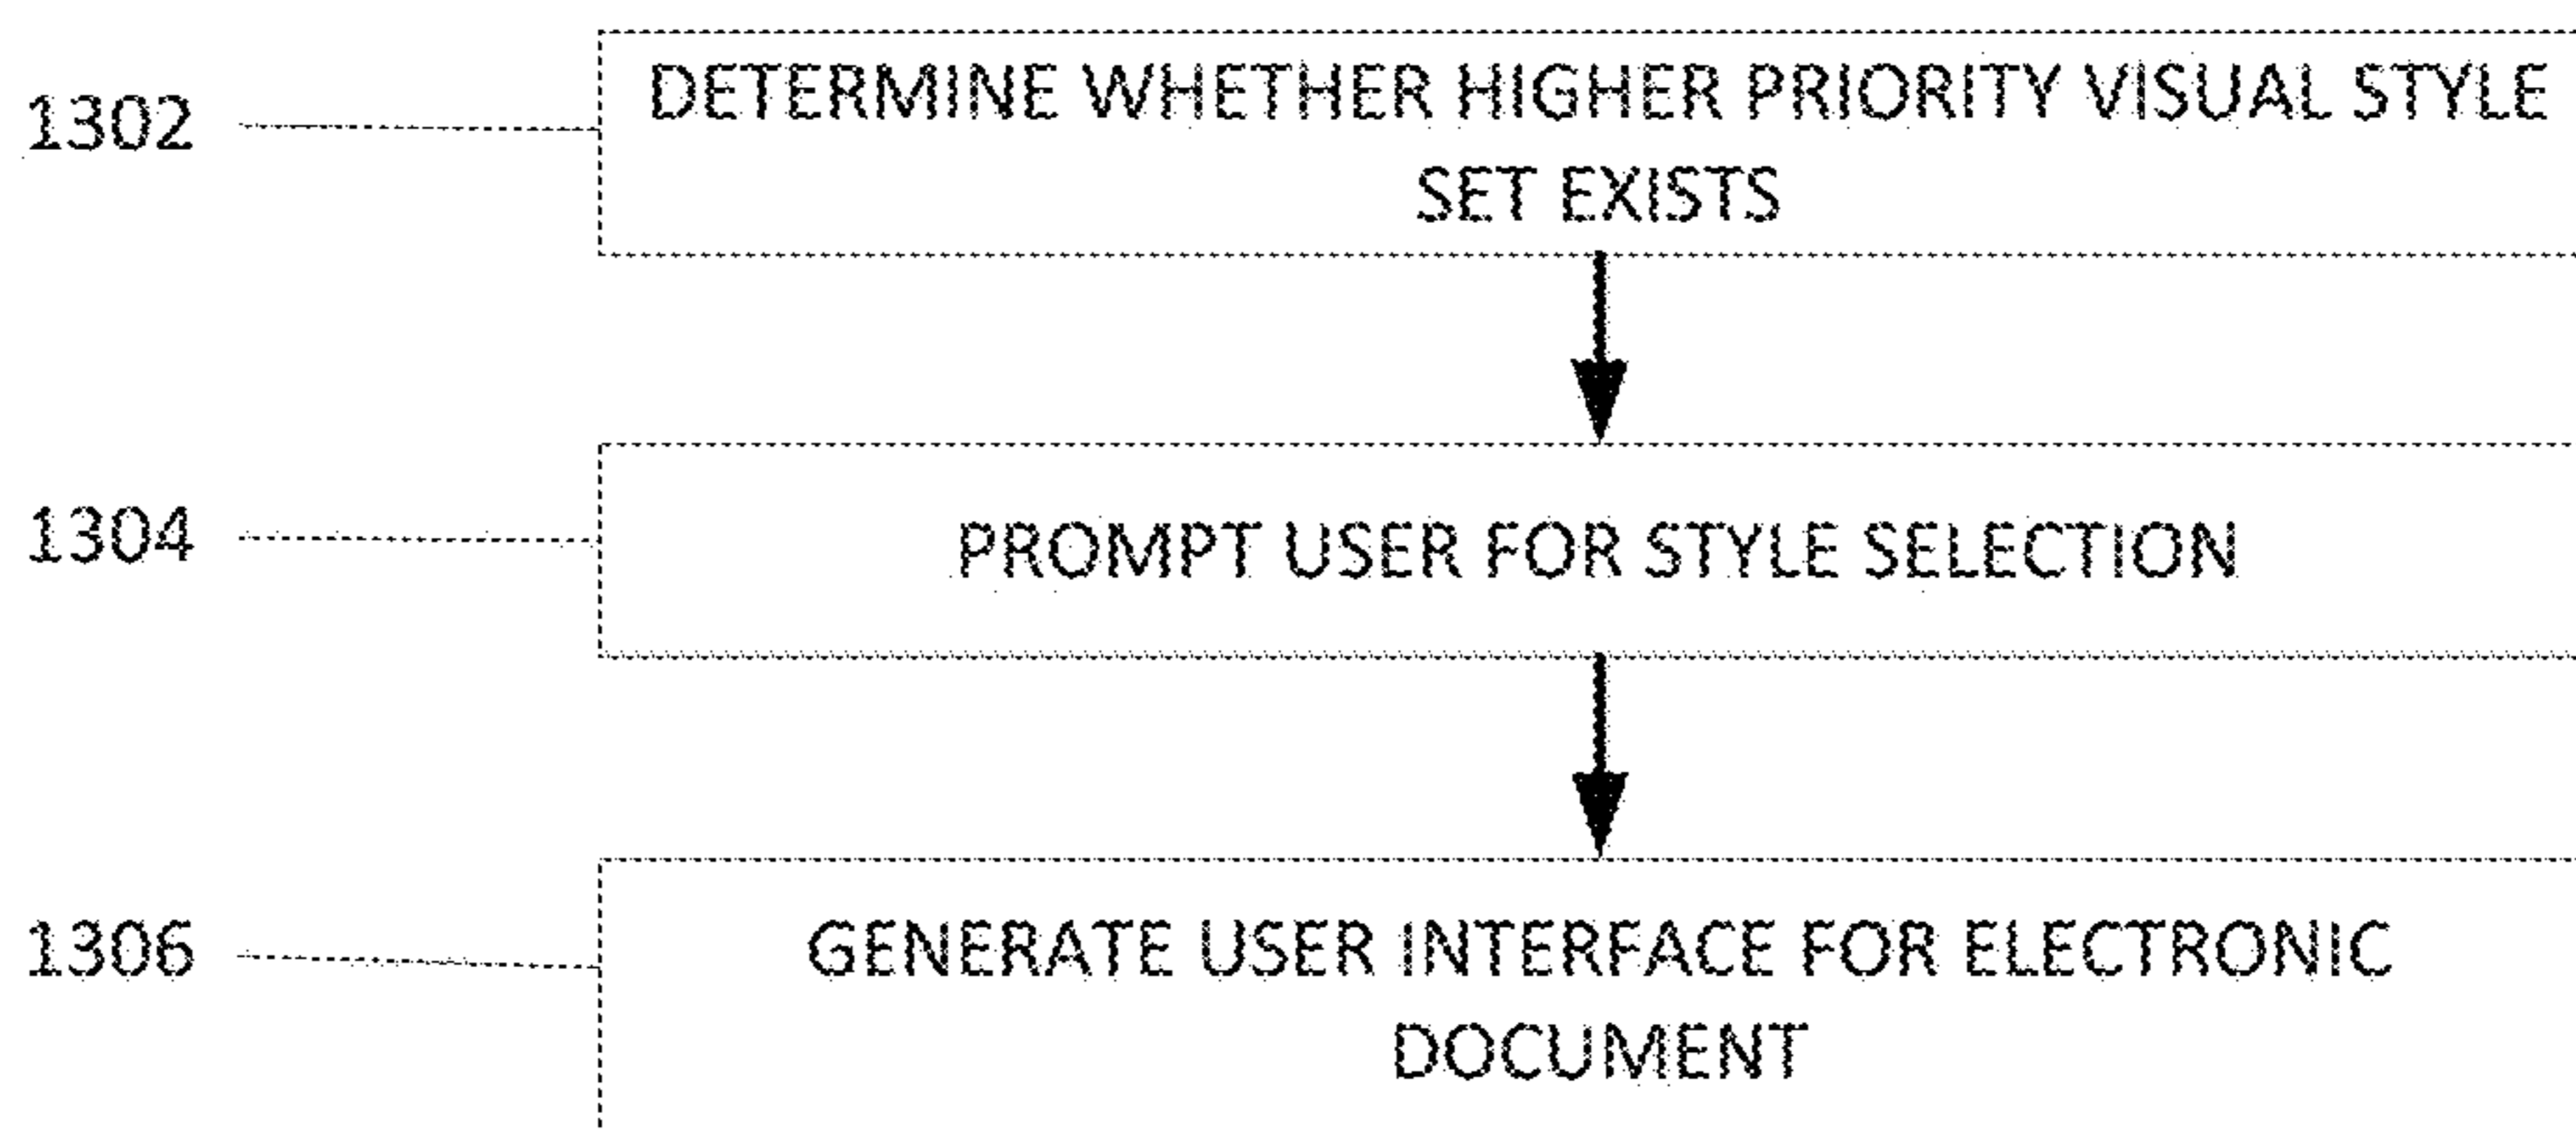 1302
DETERMINE WHETHER HIGHER PRIORITY VISUAL STYLE
SET EXISTS
1304
PROMPT USER FOR STYLE SELECTION
1306
GENERATE USER INTERFACE FOR ELECTRONIC
DOCUMENT